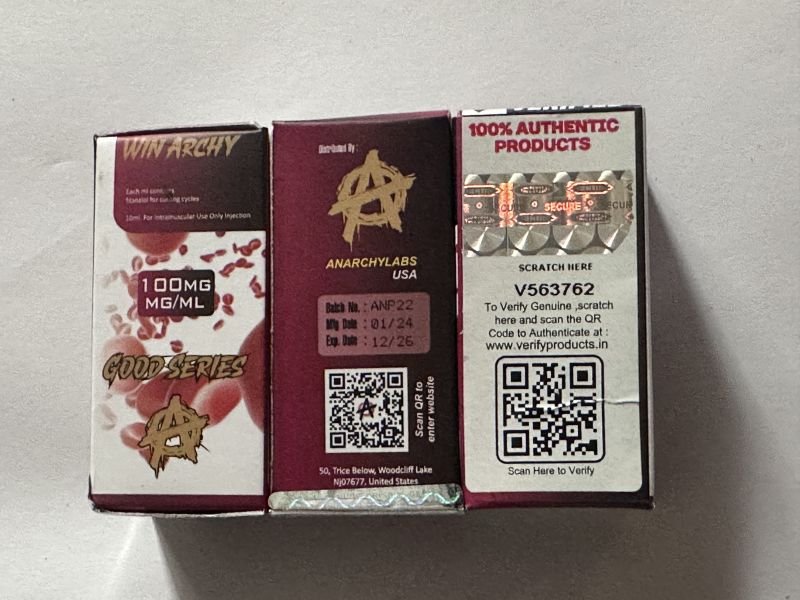 WIN ARCHY
Each ml contains
Stanolol for cutting cycles
10ml For Intramuscular Use Only Injection
100MG
MG/ML
GOOD SERIES
Distributed By :
ANARCHYLABS
USA
Batch No. : ANP22
Mfg Date : 01/24
Exp. Date : 12/26
Scan QR to
enter website
50, Trice Below, Woodcliff Lake
Nj07677, United States
100% AUTHENTIC
PRODUCTS
SECURE
SCRATCH HERE
V563762
To Verify Genuine ,scratch
here and scan the QR
Code to Authenticate at :
www.verifyproducts.in
Scan Here to Verify